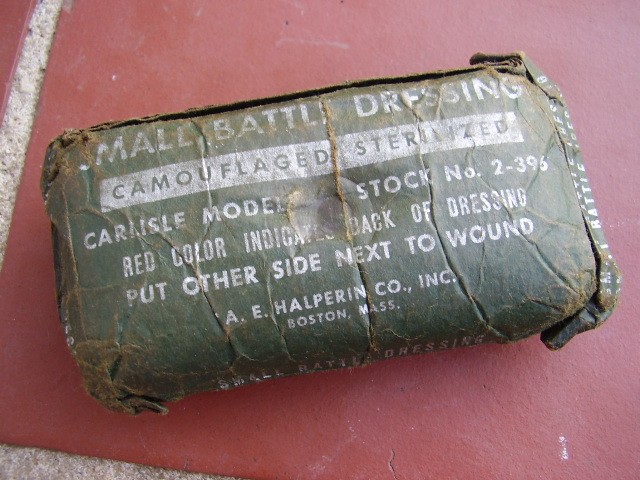 SMALL BATTLE DRESSING
CAMOUFLAGED STERILIZED
CARLISLE MODEL STOCK No. 2-396
RED COLOR INDICATES BACK OF DRESSING
PUT OTHER SIDE NEXT TO WOUND
A. E. HALPERIN CO., INC.
BOSTON, MASS.
SMALL BATTLE DRESSING
BATTLE